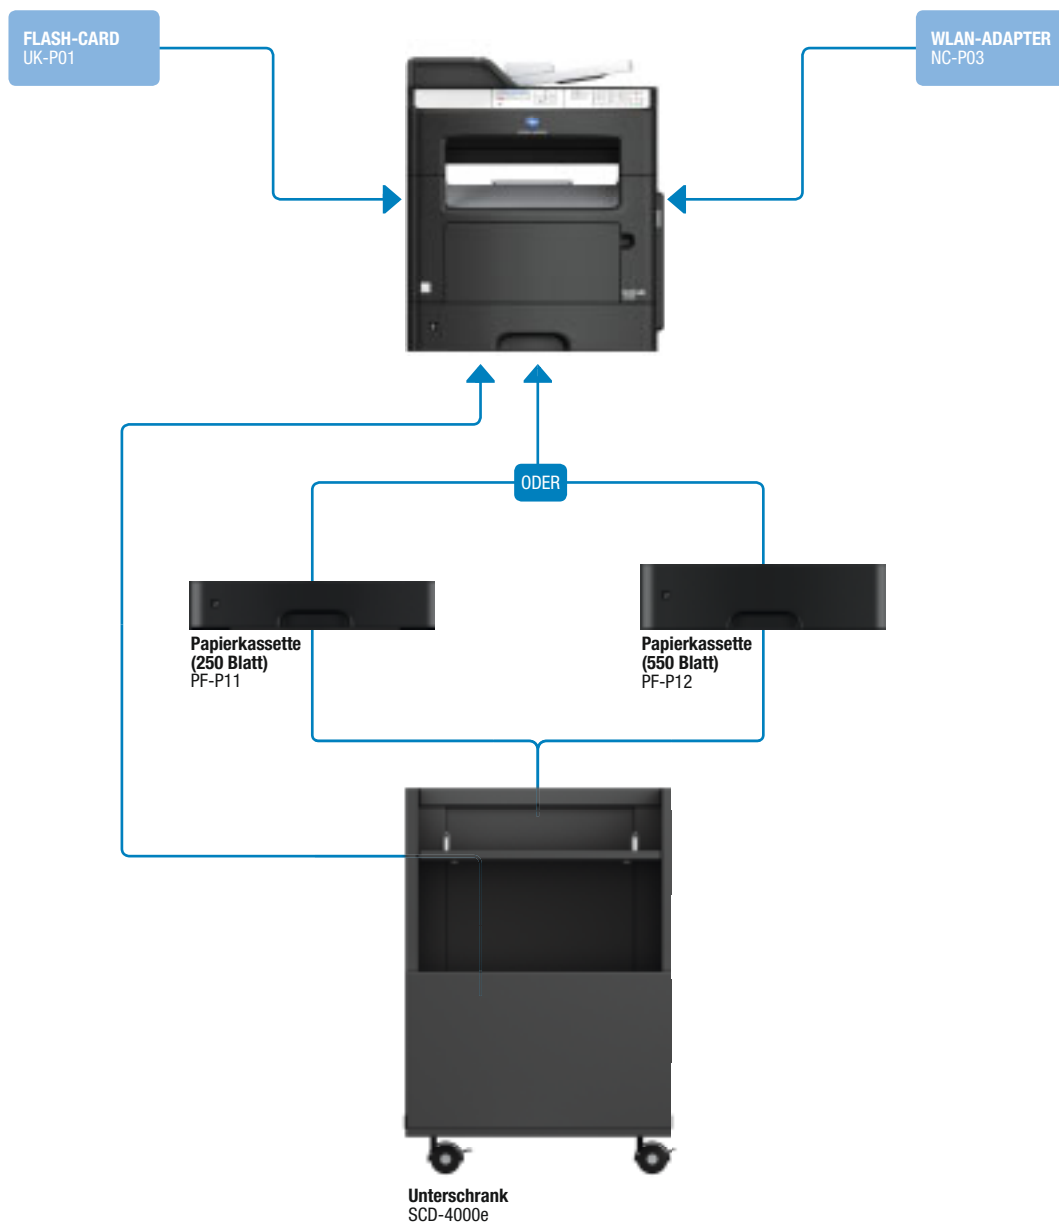 FLASH-CARD
UK-P01
WLAN-ADAPTER
NC-P03
ODER
Papierkassette
(250 Blatt)
PF-P11
Papierkassette
(550 Blatt)
PF-P12
Unterschrank
SCD-4000e